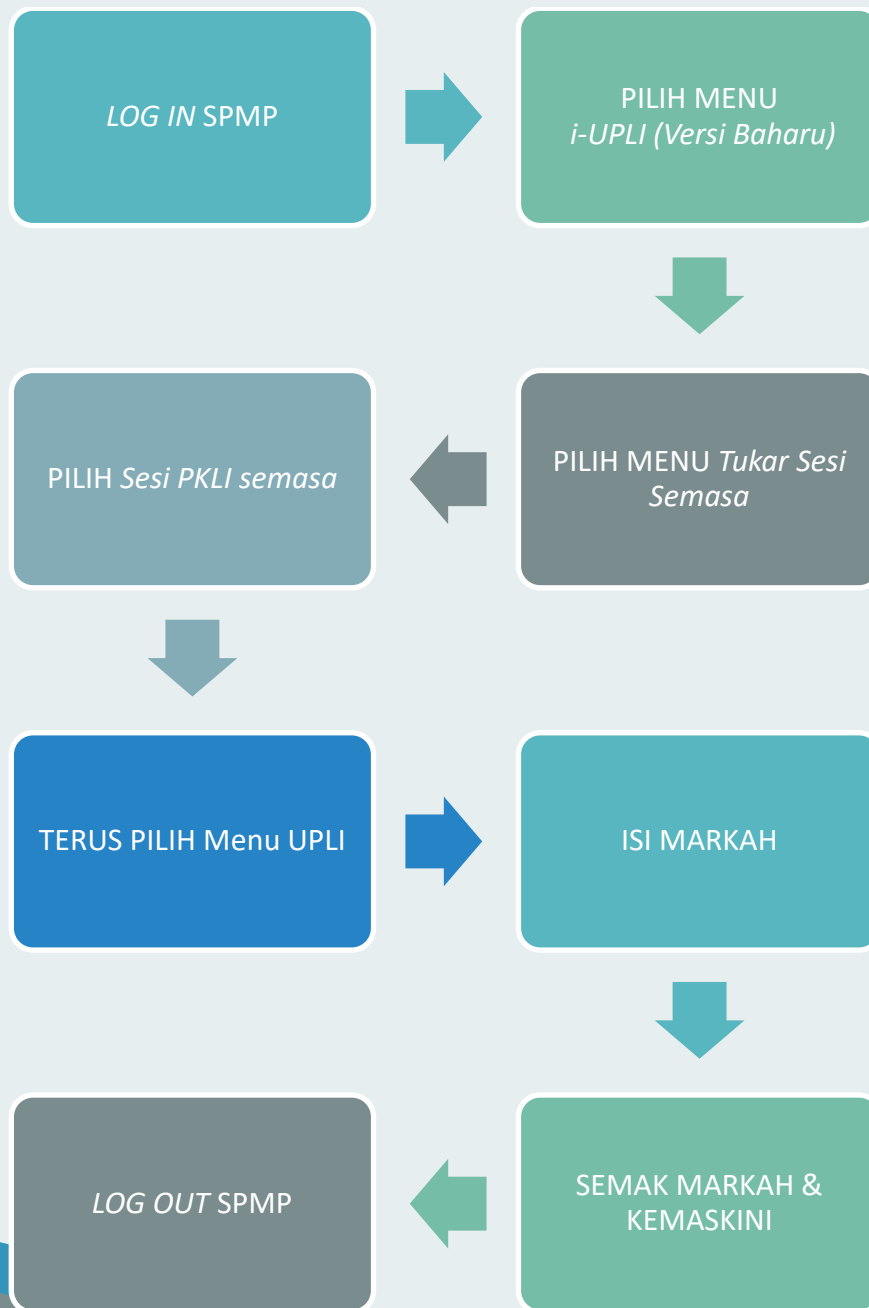 LOG IN SPMP
PILIH MENU
i-UPLI (Versi Baharu)
PILIH MENU Tukar Sesi
Semasa
PILIH Sesi PKLI semasa
TERUS PILIH Menu UPLI
ISI MARKAH
SEMAK MARKAH &
KEMASKINI
LOG OUT SPMP